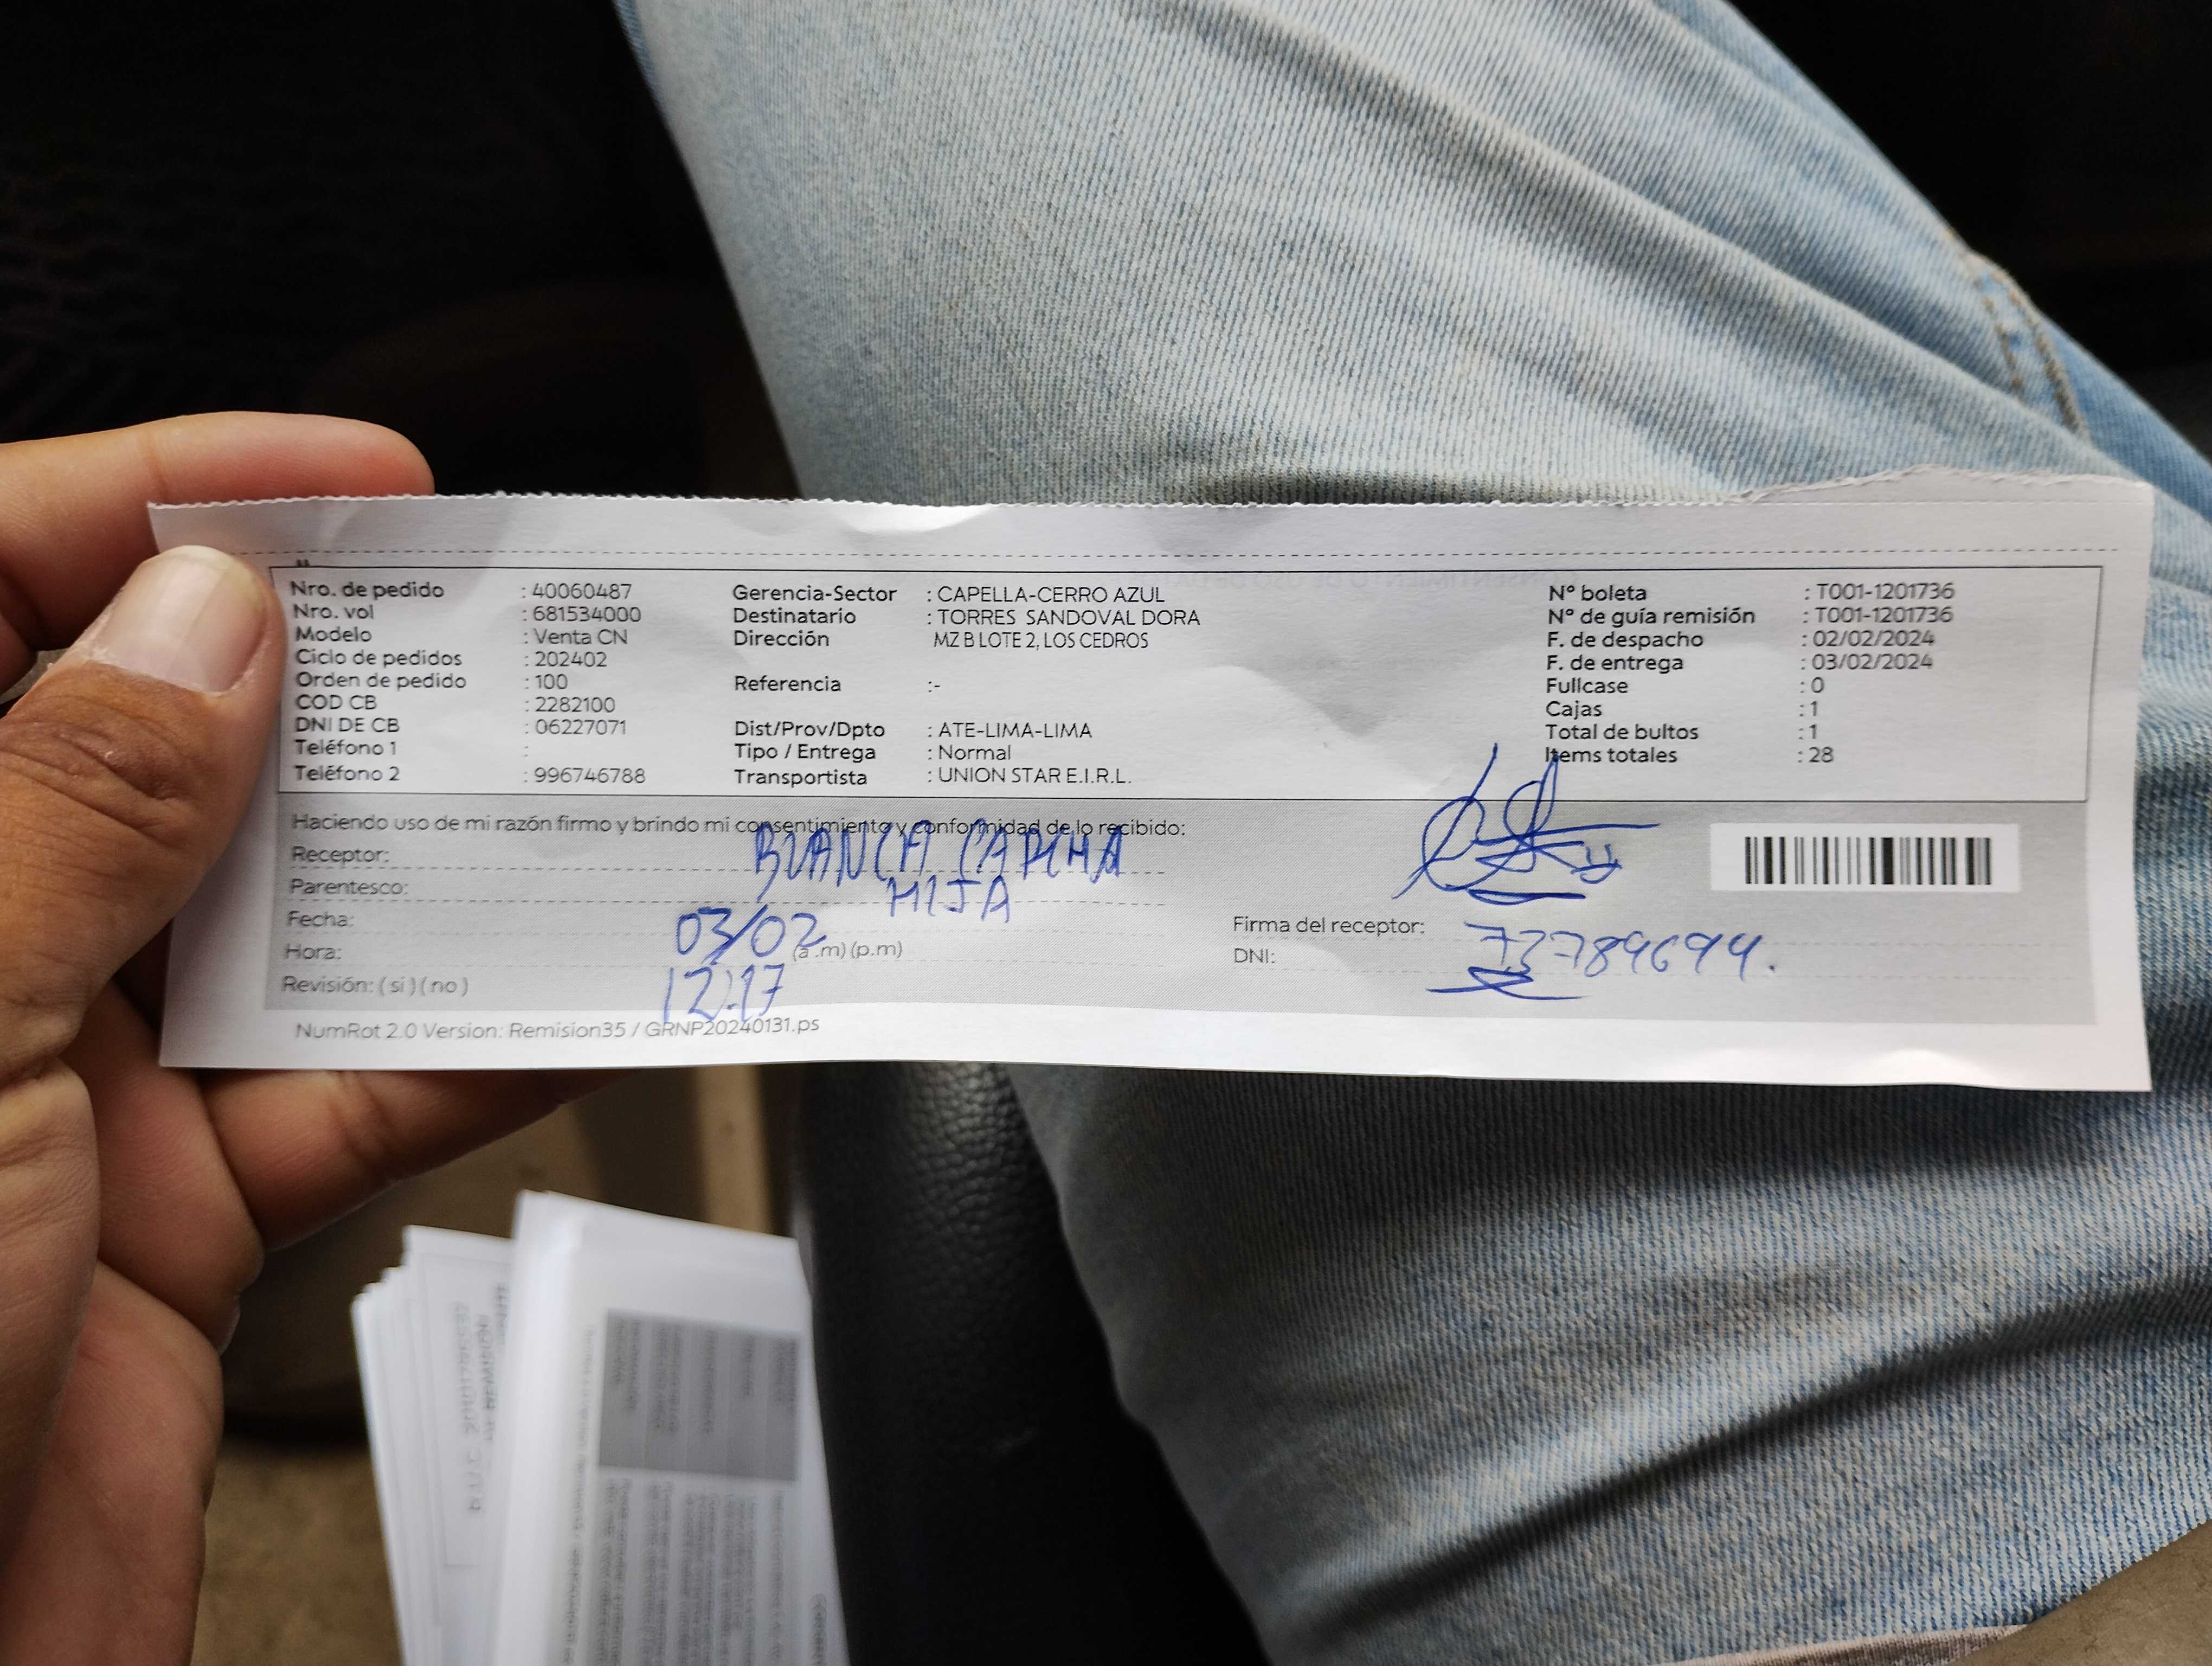 Nro. de pedido : 40060487 Gerencia-Sector : CAPELLA-CERRO AZUL Nº boleta : T001-1201736
Nro. vol : 681534000 Destinatario : TORRES SANDOVAL DORA Nº de guía remisión : T001-1201736
Modelo : Venta CN Dirección MZ B LOTE 2, LOS CEDROS F. de despacho : 02/02/2024
Ciclo de pedidos : 202402 F. de entrega : 03/02/2024
Orden de pedido : 100 Referencia :- Fullcase : 0
COD CB : 2282100 Cajas : 1
DNI DE CB : 06227071 Dist/Prov/Dpto : ATE-LIMA-LIMA Total de bultos : 1
Teléfono 1 : Tipo / Entrega : Normal Items totales : 28
Teléfono 2 : 996746788 Transportista : UNION STAR E.I.R.L.
Haciendo uso de mi razón firmo y brindo mi consentimiento y conformidad de lo recibido:
Receptor: BLANCA CAPCHA
Parentesco: HIJA
Fecha: 03/02 Firma del receptor:
Hora: 12:17 (a.m) (p.m) DNI: 73789694.
Revisión: ( si ) ( no )
NumRot 2.0 Version: Remision35 / GRNP20240131.ps